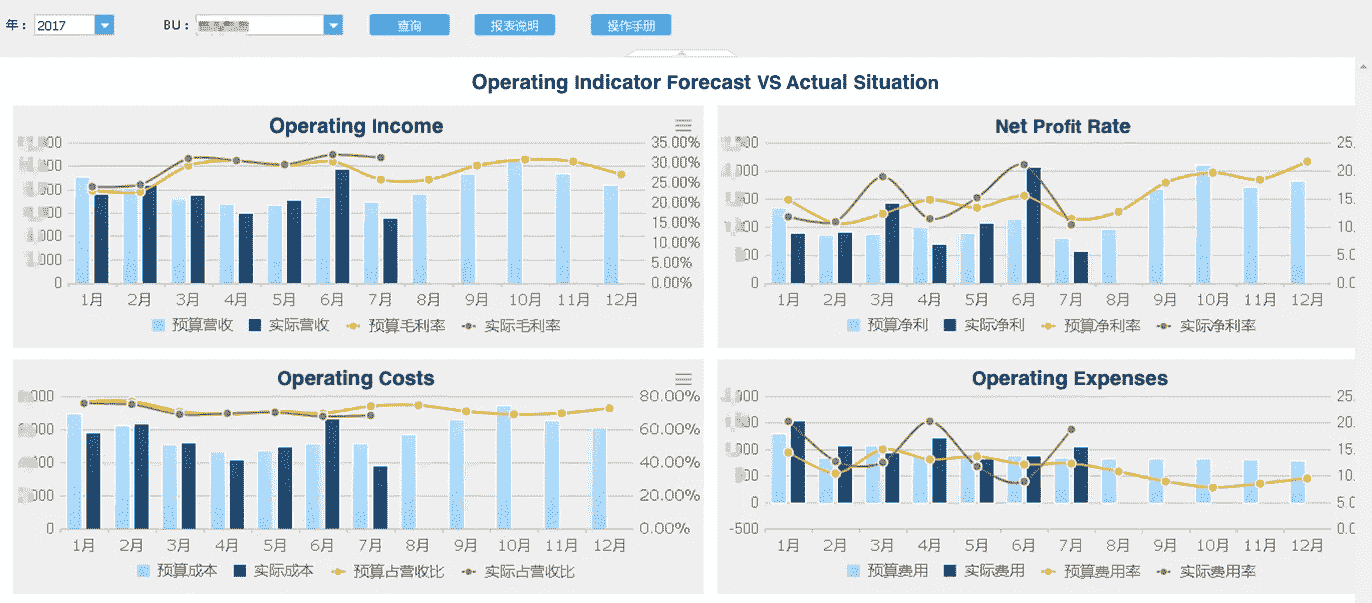 年： 2017 BU： 查询 报表说明 操作手册
Operating Indicator Forecast VS Actual Situation
Operating Income
35.00%
30.00%
25.00%
20.00%
15.00%
10.00%
5.00%
0 0.00%
1月 2月 3月 4月 5月 6月 7月 8月 9月 10月 11月 12月
预算营收 实际营收 预算毛利率 实际毛利率
Net Profit Rate
25.
20.
15.
10.
5.0
0 0.0
1月 2月 3月 4月 5月 6月 7月 8月 9月 10月 11月 12月
预算净利 实际净利 预算净利率 实际净利率
Operating Costs
80.00%
60.00%
40.00%
20.00%
0 0.00%
1月 2月 3月 4月 5月 6月 7月 8月 9月 10月 11月 12月
预算成本 实际成本 预算占营收比 实际占营收比
Operating Expenses
25.
20.
15.
10.
0 5.0
-500 0.0
1月 2月 3月 4月 5月 6月 7月 8月 9月 10月 11月 12月
预算费用 实际费用 预算费用率 实际费用率